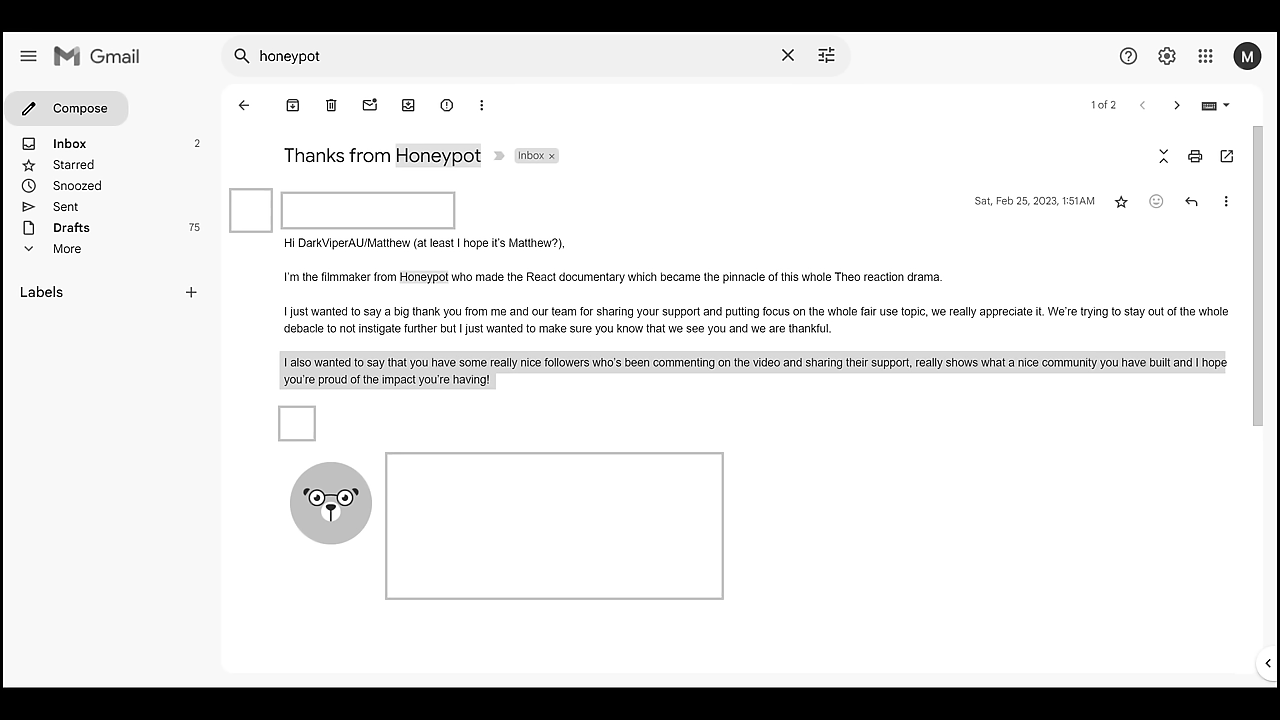 Gmail
honeypot
M
Compose
1 of 2
Inbox 2
Starred
Snoozed
Sent
Drafts 75
More
Labels
Thanks from Honeypot
Inbox ×
Sat, Feb 25, 2023, 1:51 AM
Hi DarkViperAU/Matthew (at least I hope it's Matthew?),
I'm the filmmaker from Honeypot who made the React documentary which became the pinnacle of this whole Theo reaction drama.
I just wanted to say a big thank you from me and our team for sharing your support and putting focus on the whole fair use topic, we really appreciate it. We're trying to stay out of the whole
debacle to not instigate further but I just wanted to make sure you know that we see you and we are thankful.
I also wanted to say that you have some really nice followers who's been commenting on the video and sharing their support, really shows what a nice community you have built and I hope
you're proud of the impact you're having!